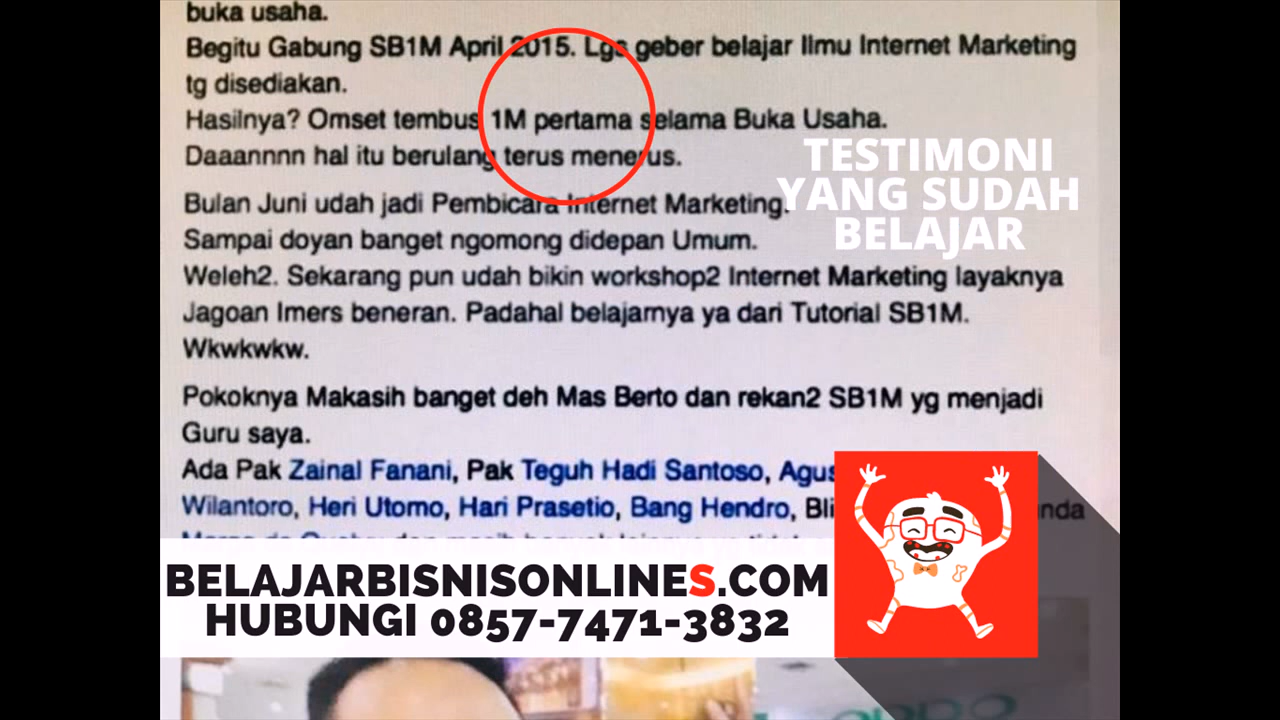 buka usaha.
Begitu Gabung SB1M April 2015. Lgs geber belajar Ilmu Internet Marketing
tg disediakan.
Hasilnya? Omset tembus 1M pertama selama Buka Usaha.
Daaannnn hal itu berulang terus menerus.
TESTIMONI
YANG SUDAH
BELAJAR
Bulan Juni udah jadi Pembicara Internet Marketing.
Sampai doyan banget ngomong didepan Umum.
Weleh2. Sekarang pun udah bikin workshop2 Internet Marketing layaknya
Jagoan Imers beneran. Padahal belajarnya ya dari Tutorial SB1M.
Wkwkwkw.
Pokoknya Makasih banget deh Mas Berto dan rekan2 SB1M yg menjadi
Guru saya.
Ada Pak Zainal Fanani, Pak Teguh Hadi Santoso,
Wilantoro, Heri Utomo, Hari Prasetio, Bang Hendro,
BELAJARBISNISONLINES.COM
HUBUNGI 0857-7471-3832